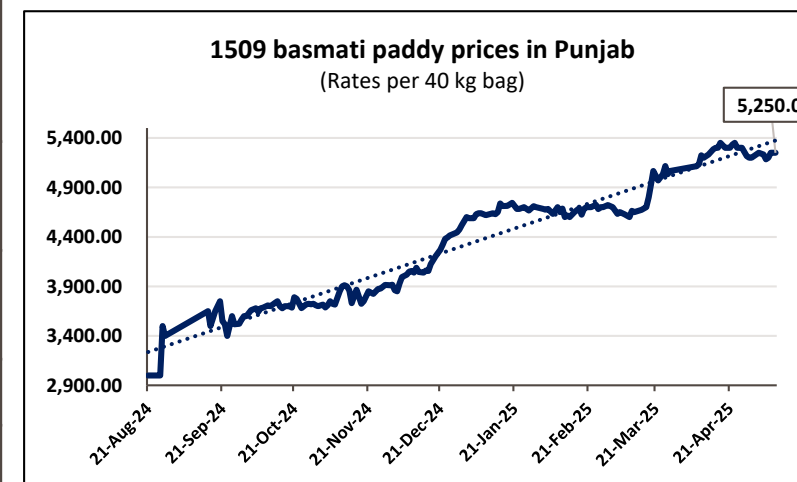 1509 basmati paddy prices in Punjab
(Rates per 40 kg bag)
5,250.0
5,400.00
4,900.00
4,400.00
3,900.00
3,400.00
2,900.00
21-Aug-24
21-Sep-24
21-Oct-24
21-Nov-24
21-Dec-24
21-Jan-25
21-Feb-25
21-Mar-25
21-Apr-25